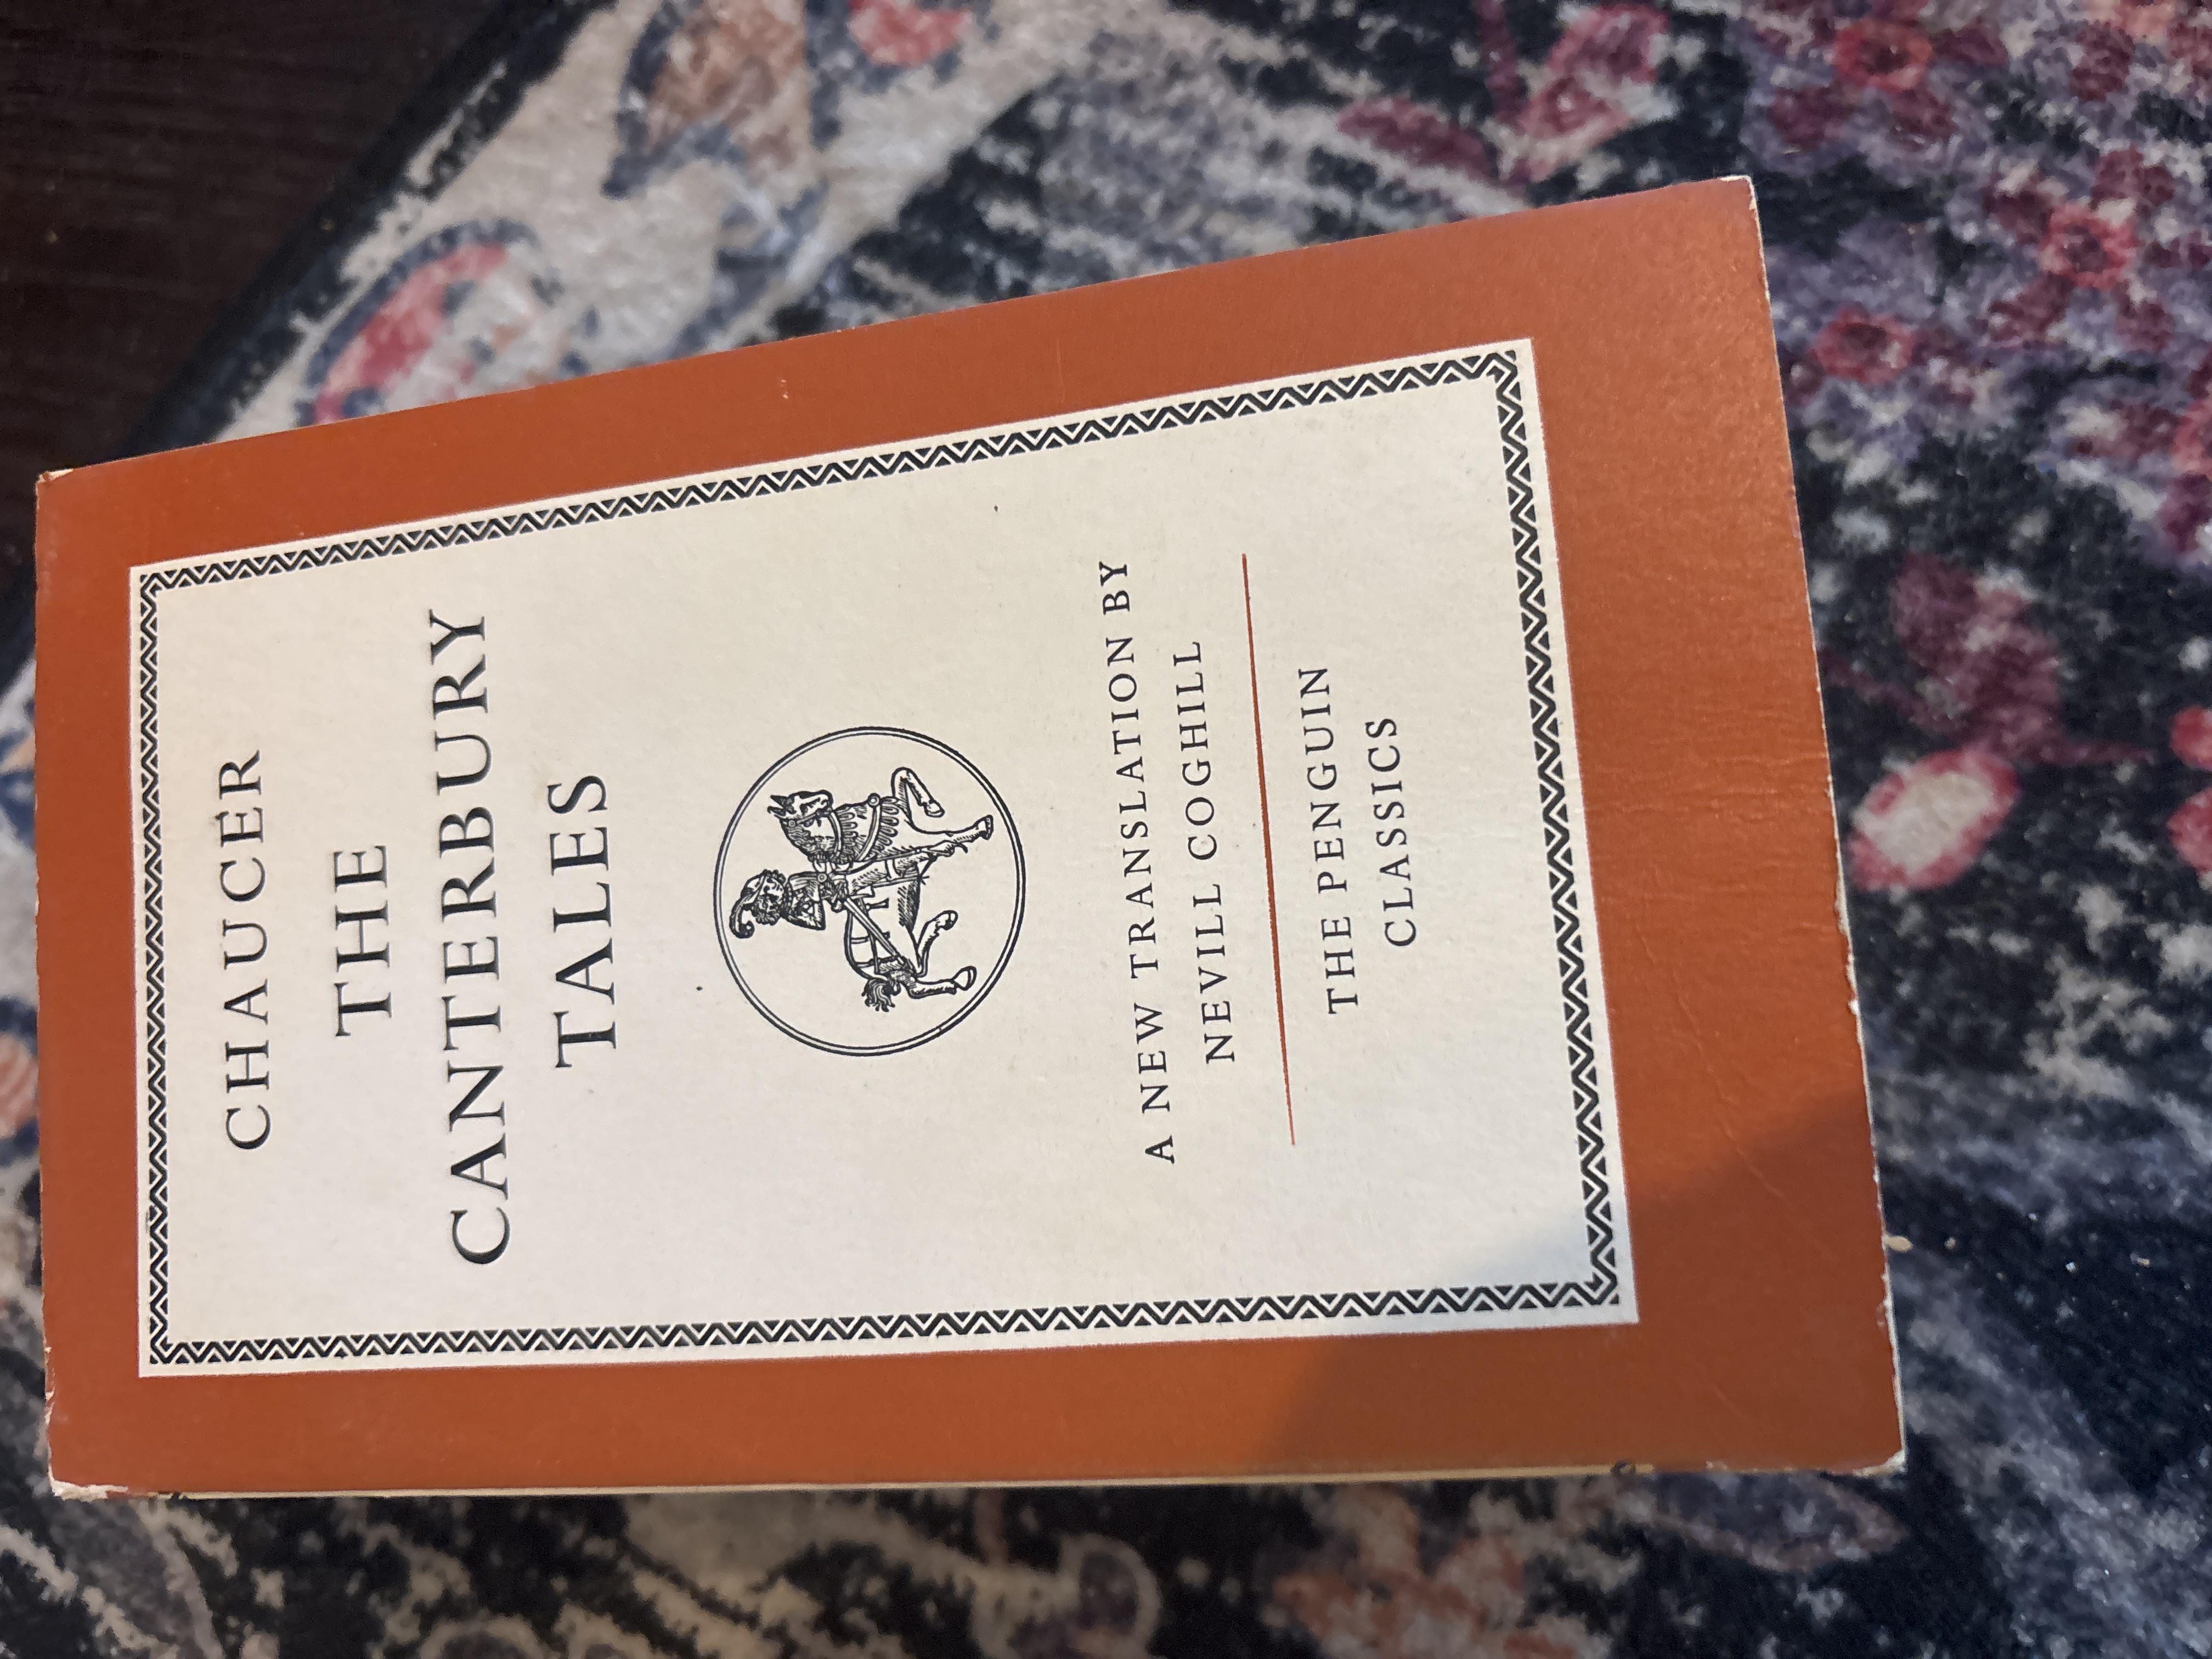 CHAUCER
THE
CANTERBURY
TALES
A NEW TRANSLATION BY
NEVILL COGHILL
THE PENGUIN
CLASSICS